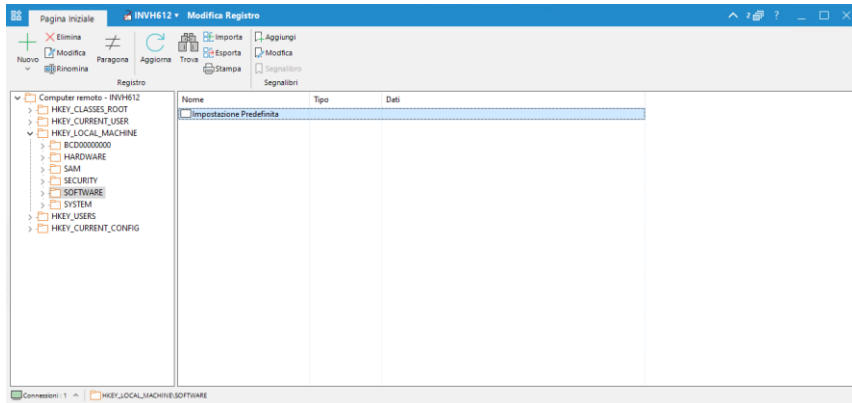 Pagina Iniziale
INVH612 Modifica Registro
2 ?
Nuovo
Elimina
Modifica
Rinomina
Paragona
Aggiorna
Trova
Importa
Esporta
Stampa
Aggiungi
Modfica
Segnalibro
Registro
Segnalibri
Computer remoto - INVH612
HKEY_CLASSES_ROOT
HKEY_CURRENT_USER
HKEY_LOCAL_MACHINE
BCD00000000
HARDWARE
SAM
SECURITY
SOFTWARE
SYSTEM
HKEY_USERS
HKEY_CURRENT_CONFIG
Nome Tipo Dati
Impostazione Predefinita
Connessioni : 1 HKEY_LOCAL_MACHINE\SOFTWARE